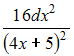 16dx²
(4x + 5)²